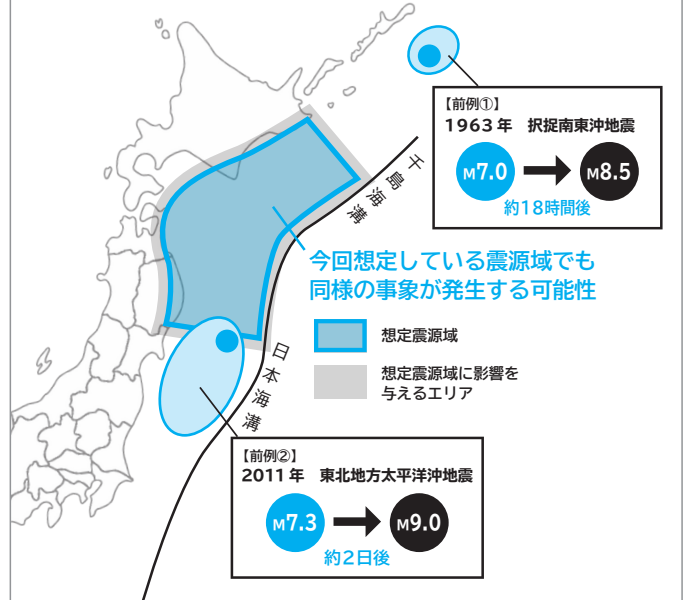 【前例①】
1963年 択捉南東沖地震
M7.0 M8.5
約18時間後
千島海溝
今回想定している震源域でも
同様の事象が発生する可能性
想定震源域
想定震源域に影響を
与えるエリア
日本海溝
【前例②】
2011年 東北地方太平洋沖地震
M7.3 M9.0
約2日後